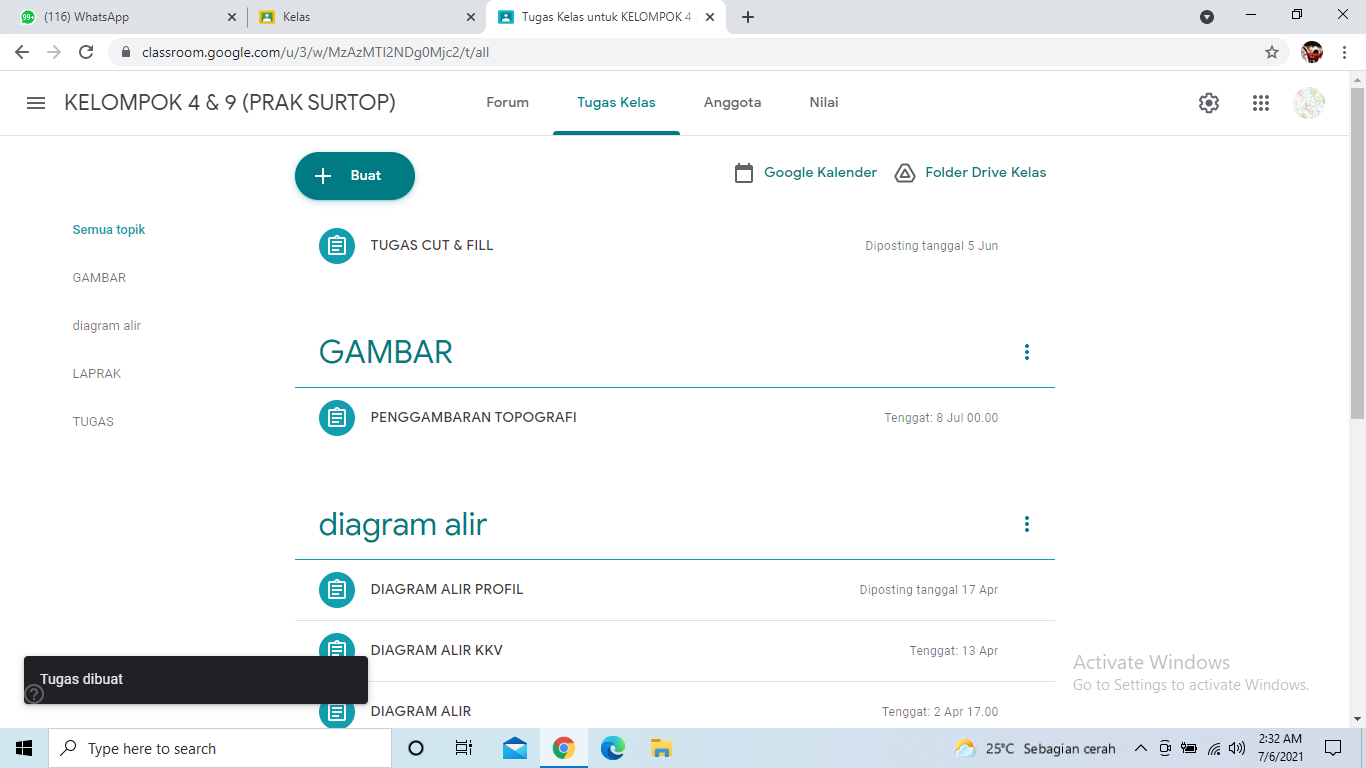 99+ (116) WhatsApp
Kelas
Tugas Kelas untuk KELOMPOK 4
classroom.google.com/u/3/w/MzAzMTI2NDg0Mjc2/t/all
KELOMPOK 4 & 9 (PRAK SURTOP)
Forum
Tugas Kelas
Anggota
Nilai
Buat
Google Kalender
Folder Drive Kelas
Semua topik
GAMBAR
diagram alir
LAPRAK
TUGAS
TUGAS CUT & FILL
Diposting tanggal 5 Jun
GAMBAR
PENGGAMBARAN TOPOGRAFI
Tenggat: 8 Jul 00.00
diagram alir
DIAGRAM ALIR PROFIL
Diposting tanggal 17 Apr
DIAGRAM ALIR KKV
Tenggat: 13 Apr
DIAGRAM ALIR
Tenggat: 2 Apr 17.00
Tugas dibuat
?
Activate Windows
Go to Settings to activate Windows.
Type here to search
25°C Sebagian cerah
2:32 AM
7/6/2021